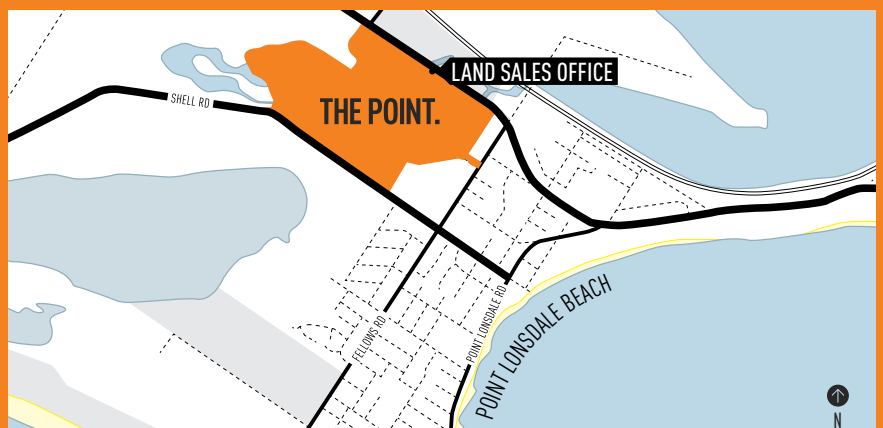 LAND SALES OFFICE
SHELL RD
THE POINT.
FELLOWS RD
POINT LONSDALE RD
POINT LONSDALE BEACH
N